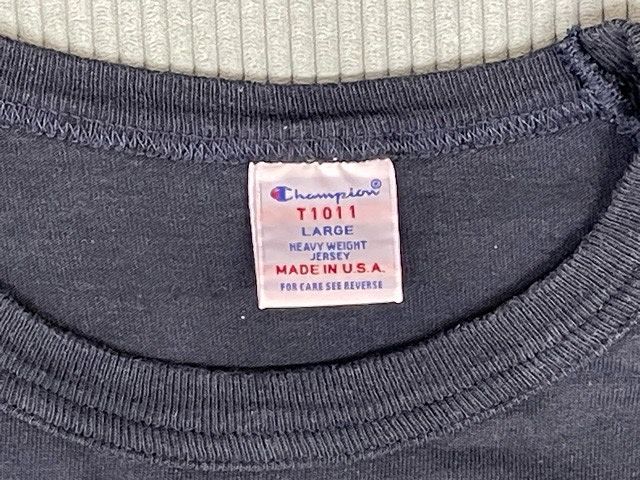 Champion®
T1011
LARGE
HEAVY WEIGHT
JERSEY
MADE IN U.S.A.
FOR CARE SEE REVERSE